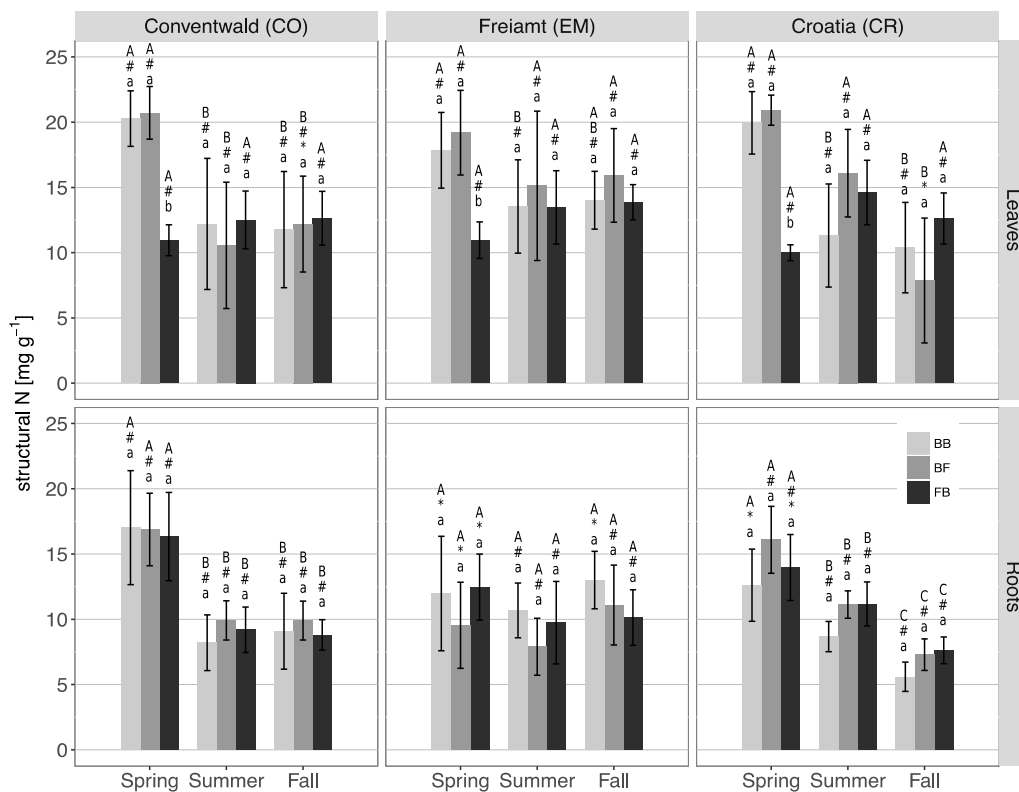 Conventwald (CO) Freiamt (EM) Croatia (CR)
structural N [mg g⁻¹]
Leaves
25
20
15
10
5
0
A # a
A # a
A # b
B # a
B # a
A # a
B # a
B # * a
A # a
A # a
A # a
A # b
B # a
A # a
A # a
A B # a
A # a
A # a
A # a
A # a
A # b
B # a
A # a
A # a
B # a
B * a
A # a
Roots
25
20
15
10
5
0
A # a
A # a
A # a
B # a
B # a
B # a
B # a
B # a
B # a
A * a
A * a
A * a
A # a
A # a
A # a
A * a
A # a
A # a
A * a
A # a
A # * a
B # a
B # a
B # a
C # a
C # a
C # a
BB
BF
FB
Spring Summer Fall Spring Summer Fall Spring Summer Fall